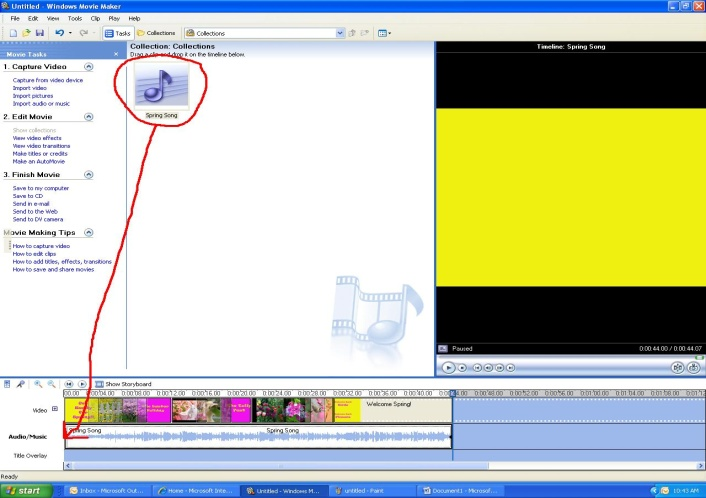 Untitled - Windows Movie Maker
File Edit View Tools Clip Play Help
Tasks Collections Collections
Movie Tasks
1. Capture Video
Capture from video device
Import video
Import pictures
Import audio or music
2. Edit Movie
Show collections
View video effects
View video transitions
Make titles or credits
Make an AutoMovie
3. Finish Movie
Save to my computer
Save to CD
Send in e-mail
Send to the Web
Send to DV camera
Movie Making Tips
How to capture video
How to edit clips
How to add titles, effects, transitions
How to save and share movies
Collection: Collections
Drag a clip and drop it on the timeline below.
Spring Song
Timeline: Spring Song
Paused 0:00:44.00 / 0:00:44.07
Show Storyboard
0:00:04.00 0:00:08.00 0:00:12.00 0:00:16.00 0:00:20.00 0:00:24.00 0:00:28.00 0:00:32.00 0:00:36.00 0:00:40.00 0:00:48.00 0:00:52.00 0:00:56.00 0:01:00.00 0:01:04.00 0:01:08.00
Video
Welcome Spring!
Audio/Music
Spring Song Spring Song
Title Overlay
Ready
start Inbox - Microsoft Out... Home - Microsoft Inte... Untitled - Windows M... untitled - Paint Document1 - Microsof... 10:43 AM